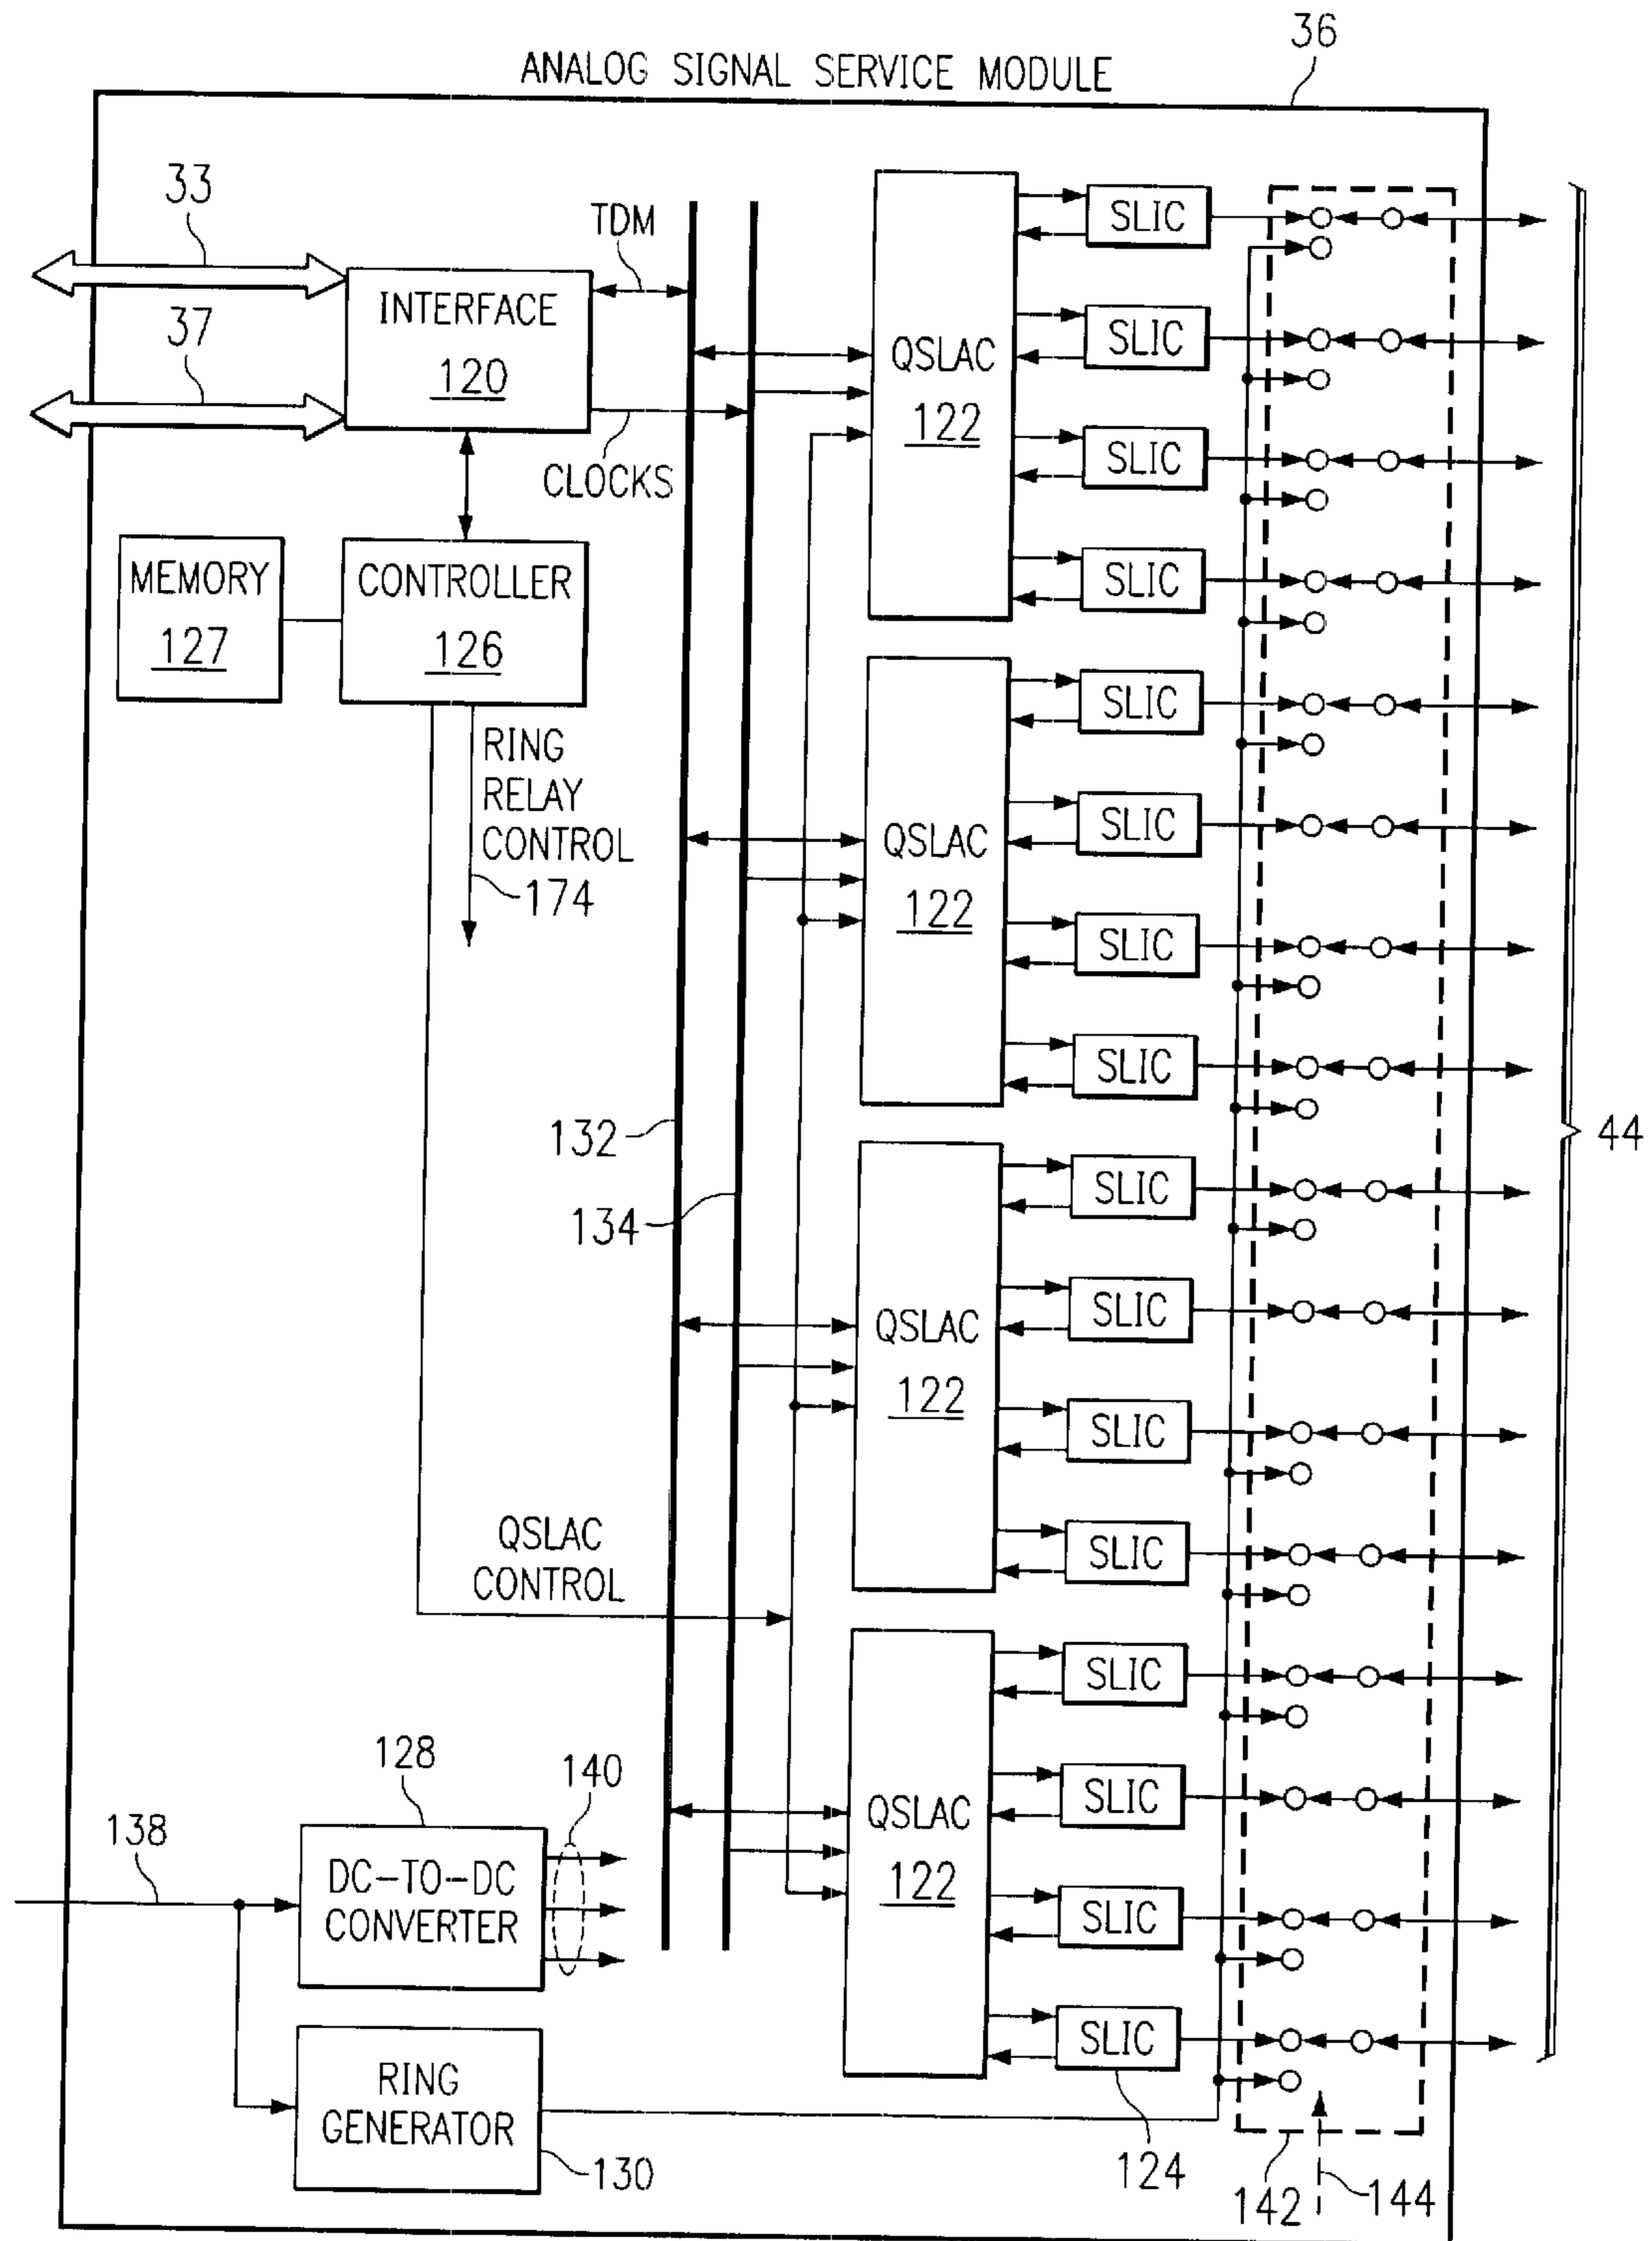 36
ANALOG SIGNAL SERVICE MODULE
33
TDM
INTERFACE
120
37
CLOCKS
MEMORY
127
CONTROLLER
126
RING
RELAY
CONTROL
174
QSLAC
122
SLIC
SLIC
SLIC
SLIC
QSLAC
122
SLIC
SLIC
SLIC
SLIC
132
134
44
QSLAC
122
SLIC
SLIC
SLIC
SLIC
QSLAC
CONTROL
QSLAC
122
SLIC
SLIC
SLIC
SLIC
128
140
138
DC-TO-DC
CONVERTER
RING
GENERATOR
130
124
142
144